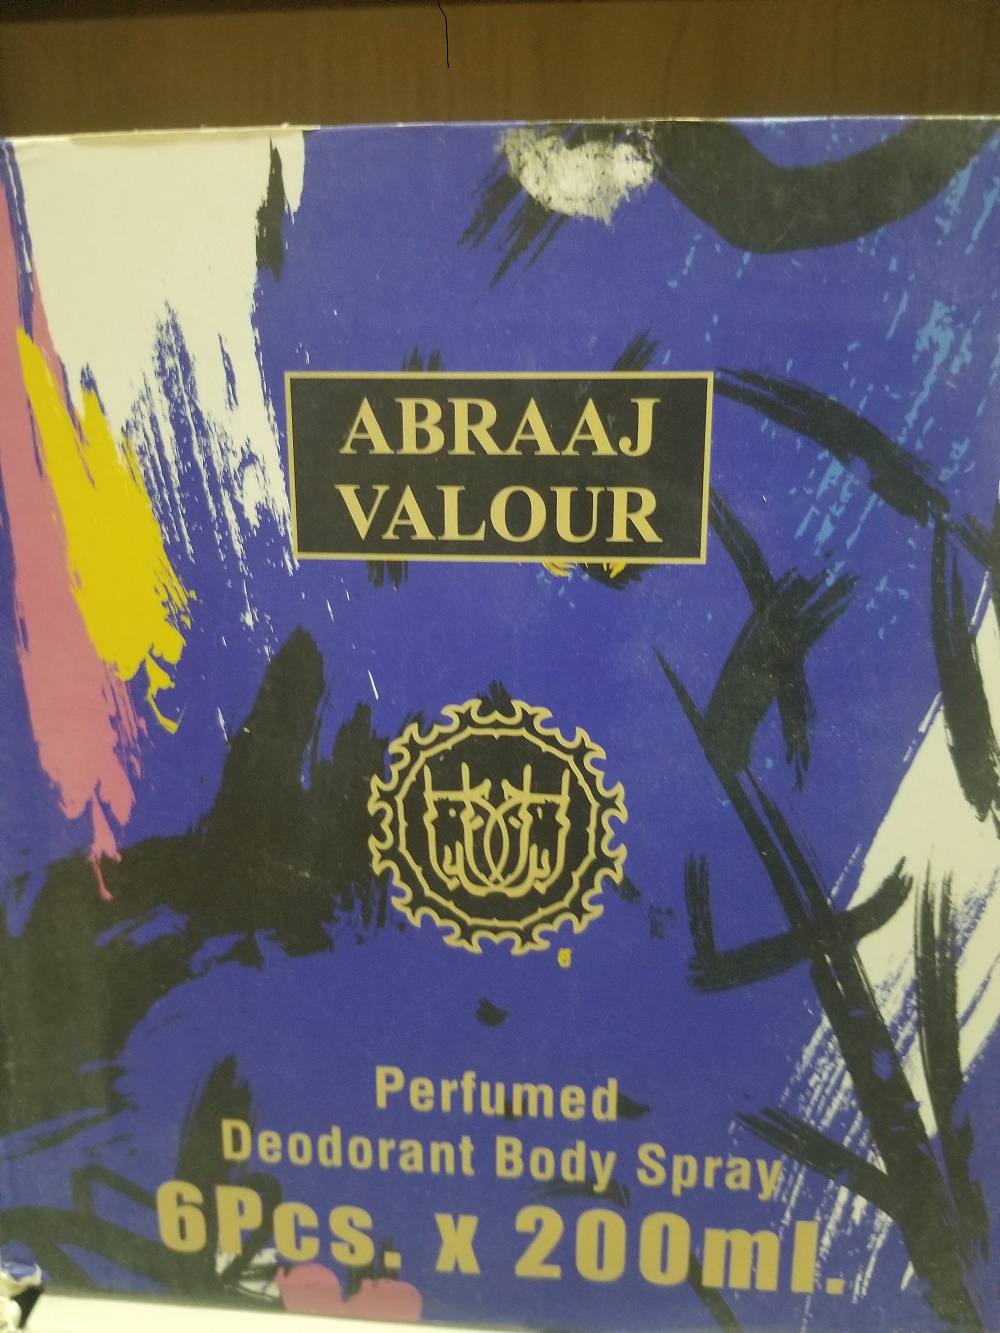 ABRAAJ
VALOUR
Perfumed
Deodorant Body Spray
6Pcs. x 200ml.